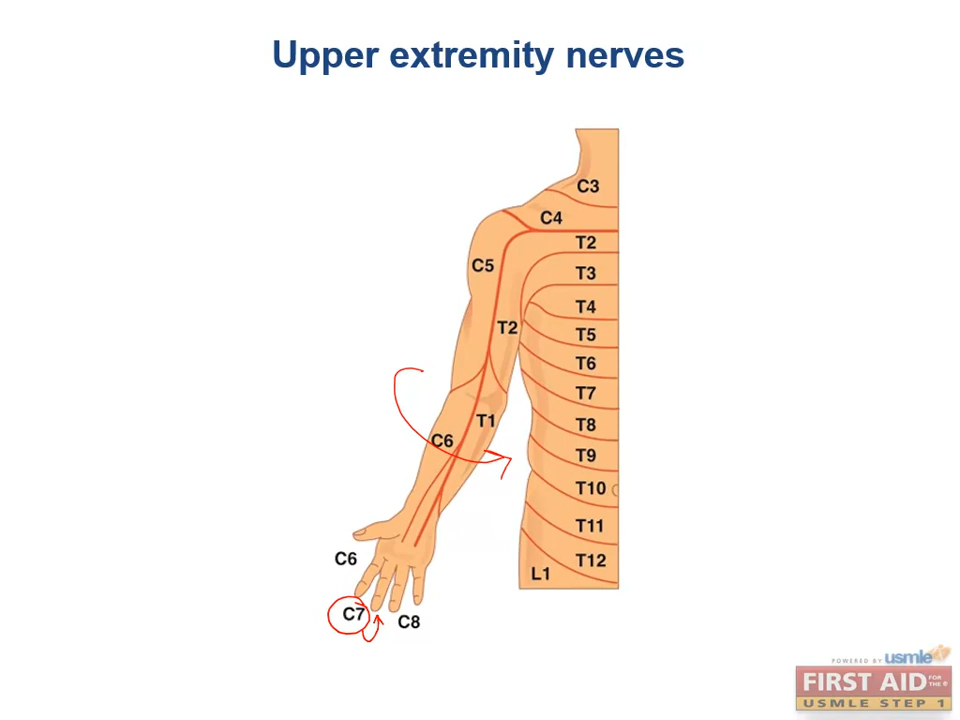 Upper extremity nerves
C3
C4
T2
C5
T3
T4
T2
T5
T6
T7
T1
T8
C6
T9
T10
T11
C6
T12
L1
C7
C8
POWERED BY usmle
FIRST AID FOR THE ®
USMLE STEP 1